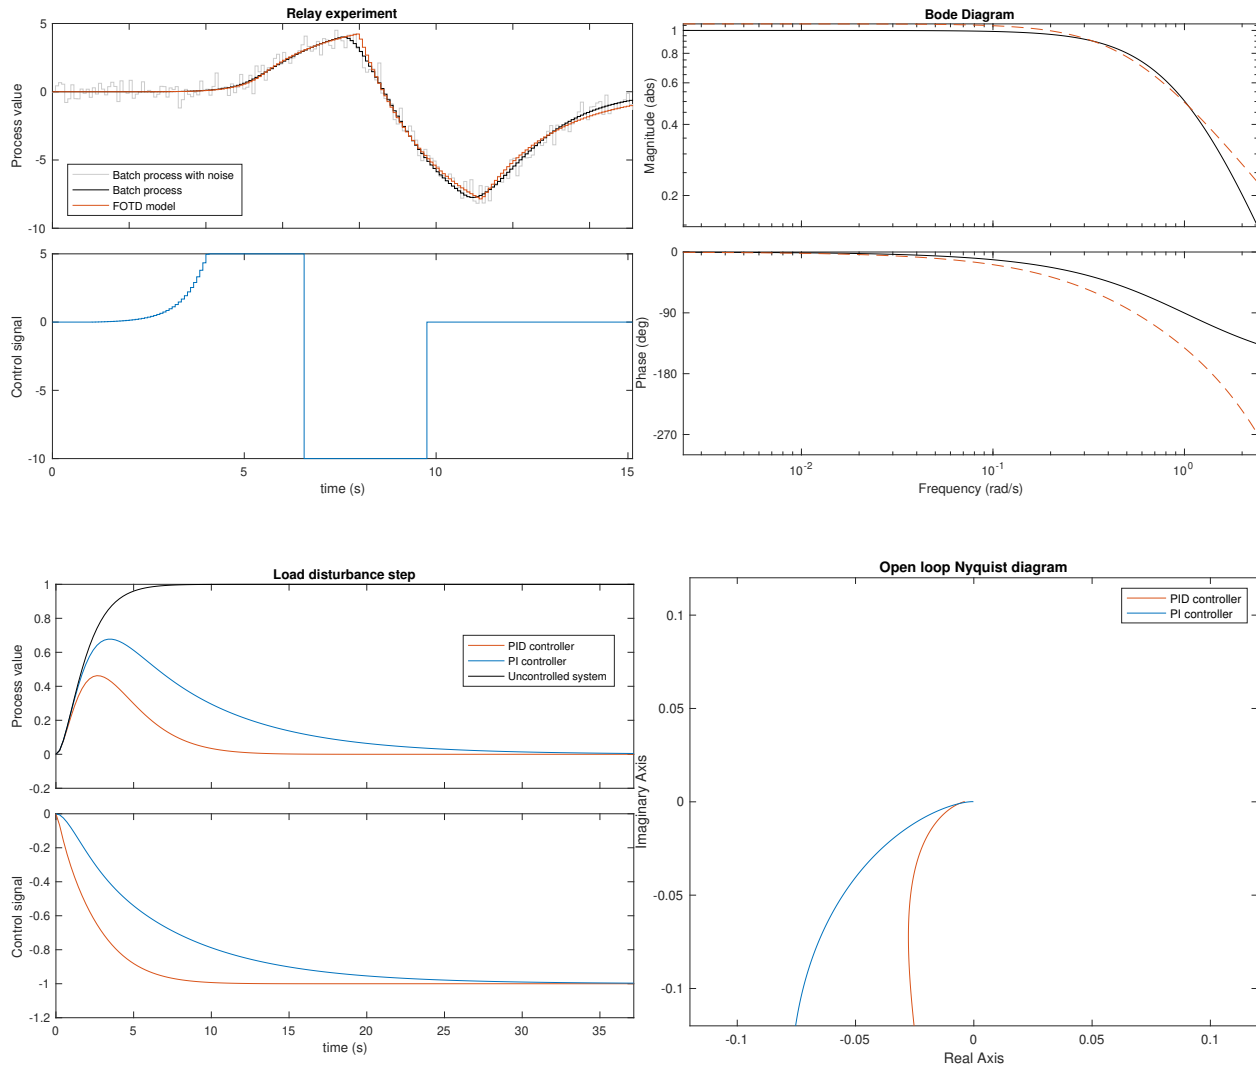 Relay experiment
5
0
-5
-10
Process value
Batch process with noise
Batch process
FOTD model
5
0
-5
-10
Control signal
0
5
10
15
time (s)
Bode Diagram
1
0.8
0.6
0.4
0.2
Magnitude (abs)
0
-90
-180
-270
Phase (deg)
10^-2
10^-1
10^0
Frequency (rad/s)
Load disturbance step
1
0.8
0.6
0.4
0.2
0
-0.2
Process value
PID controller
PI controller
Uncontrolled system
0
-0.2
-0.4
-0.6
-0.8
-1
-1.2
Control signal
0
5
10
15
20
25
30
35
time (s)
Open loop Nyquist diagram
PID controller
PI controller
0.1
0.05
0
-0.05
-0.1
Imaginary Axis
-0.1
-0.05
0
0.05
0.1
Real Axis